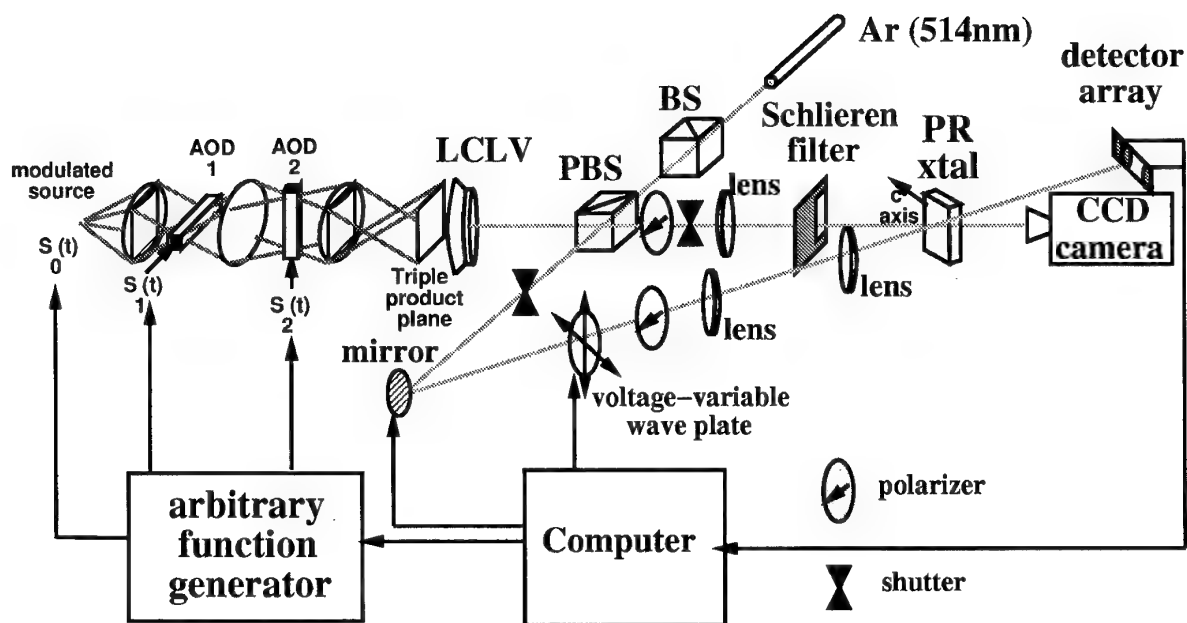 Ar (514nm)
detector
array
BS
Schlieren
filter
PR
xtal
AOD
1
AOD
2
LCLV
PBS
lens
modulated
source
c
axis
CCD
camera
S (t)
0
S (t)
1
S (t)
2
Triple
product
plane
lens
lens
mirror
voltage-variable
wave plate
arbitrary
function
generator
Computer
polarizer
shutter